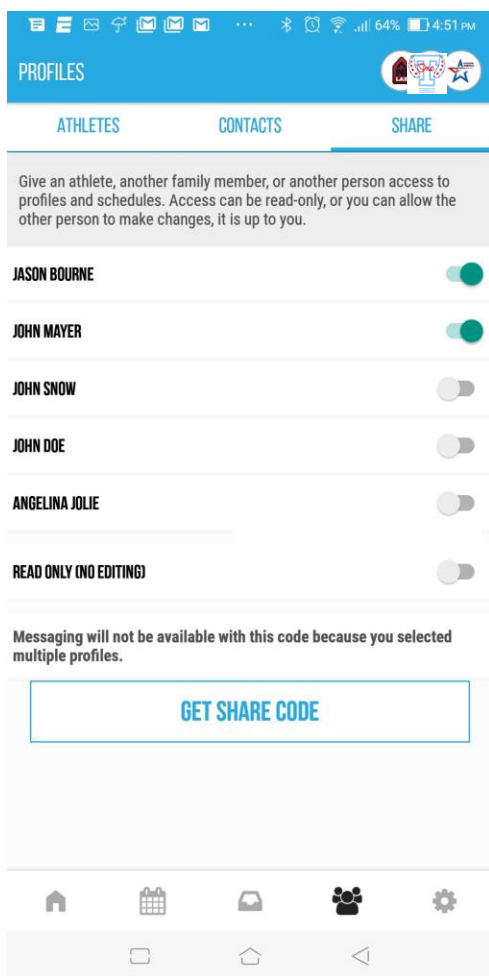 64% 4:51 PM
PROFILES
ATHLETES CONTACTS SHARE
Give an athlete, another family member, or another person access to
profiles and schedules. Access can be read-only, or you can allow the
other person to make changes, it is up to you.
JASON BOURNE
JOHN MAYER
JOHN SNOW
JOHN DOE
ANGELINA JOLIE
READ ONLY (NO EDITING)
Messaging will not be available with this code because you selected
multiple profiles.
GET SHARE CODE